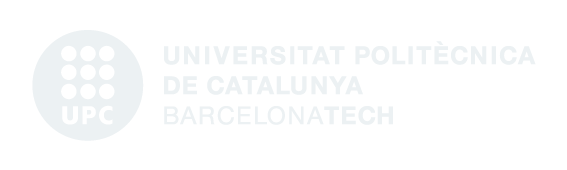 UPC
UNIVERSITAT POLITÈCNICA
DE CATALUNYA
BARCELONATECH